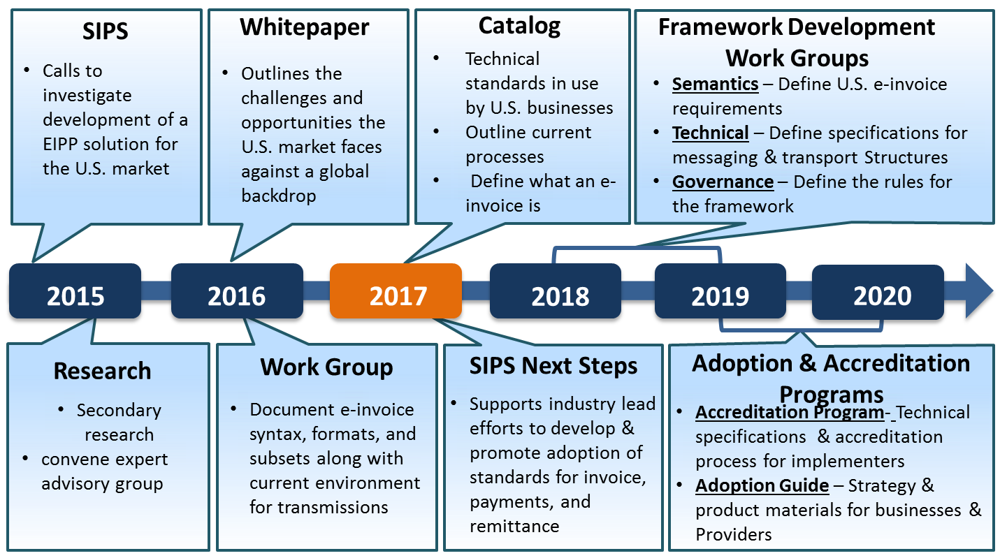 SIPS
• Calls to
investigate
development of a
EIPP solution for
the U.S. market
Whitepaper
• Outlines the
challenges and
opportunities the
U.S. market faces
against a global
backdrop
Catalog
• Technical
standards in use
by U.S. businesses
• Outline current
processes
• Define what an e-
invoice is
Framework Development
Work Groups
• Semantics – Define U.S. e-invoice
requirements
• Technical – Define specifications for
messaging & transport Structures
• Governance – Define the rules for
the framework
2015
2016
2017
2018
2019
2020
Research
• Secondary
research
• convene expert
advisory group
Work Group
• Document e-invoice
syntax, formats, and
subsets along with
current environment
for transmissions
SIPS Next Steps
• Supports industry lead
efforts to develop &
promote adoption of
standards for invoice,
payments, and
remittance
Adoption & Accreditation
Programs
• Accreditation Program- Technical
specifications & accreditation
process for implementers
• Adoption Guide – Strategy &
product materials for businesses &
Providers